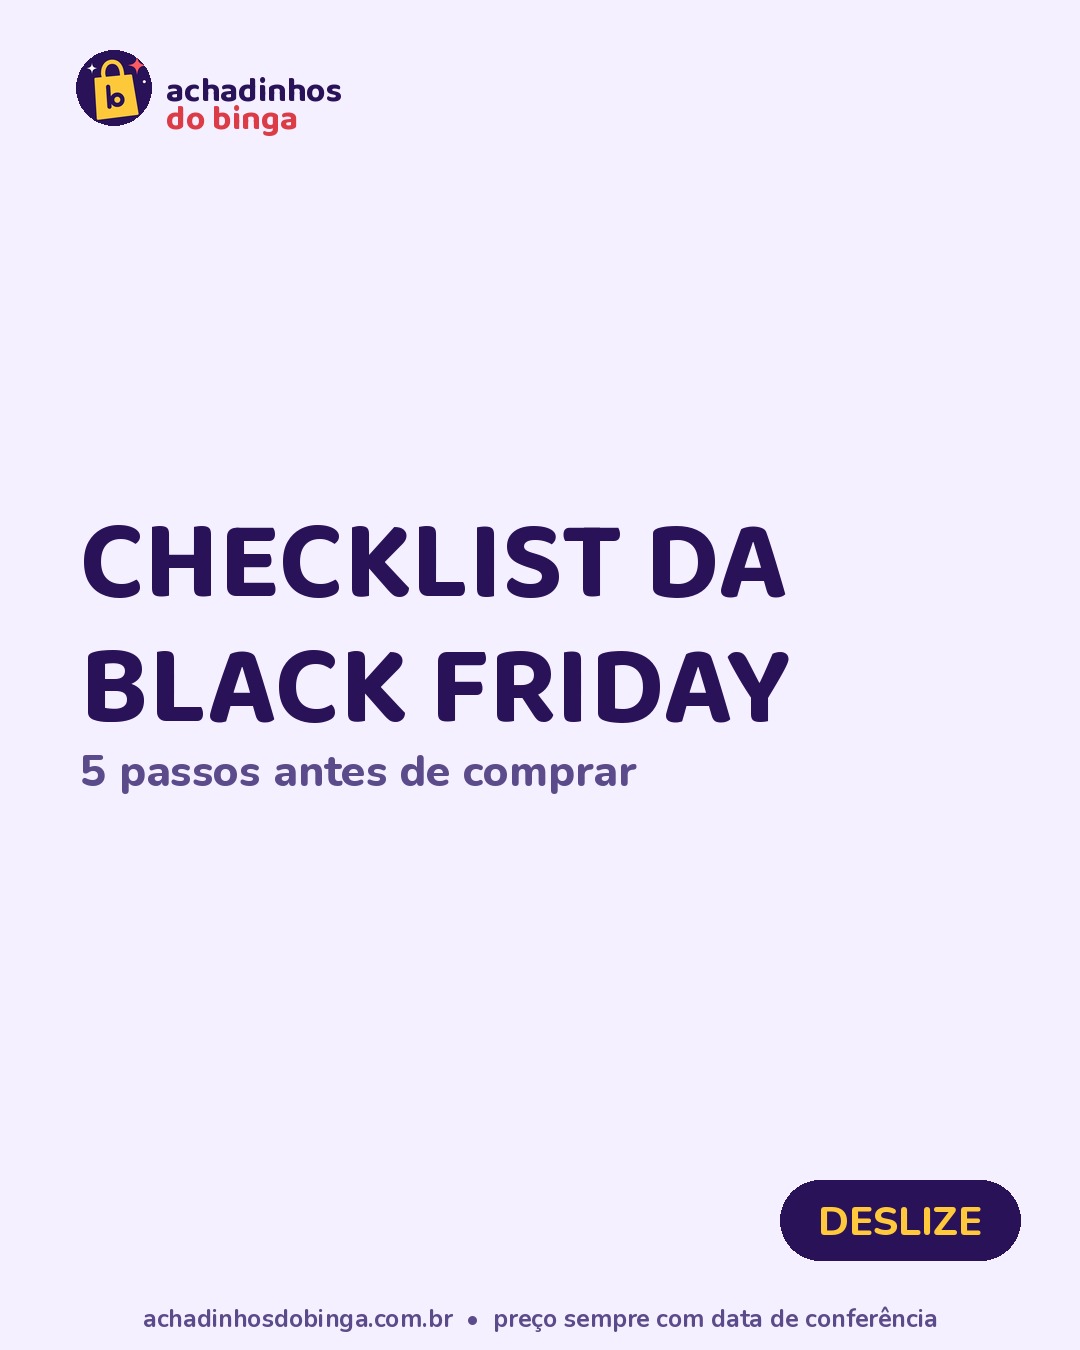 b
achadinhos
do binga
CHECKLIST DA
BLACK FRIDAY
5 passos antes de comprar
DESLIZE
achadinhosdobinga.com.br • preço sempre com data de conferência